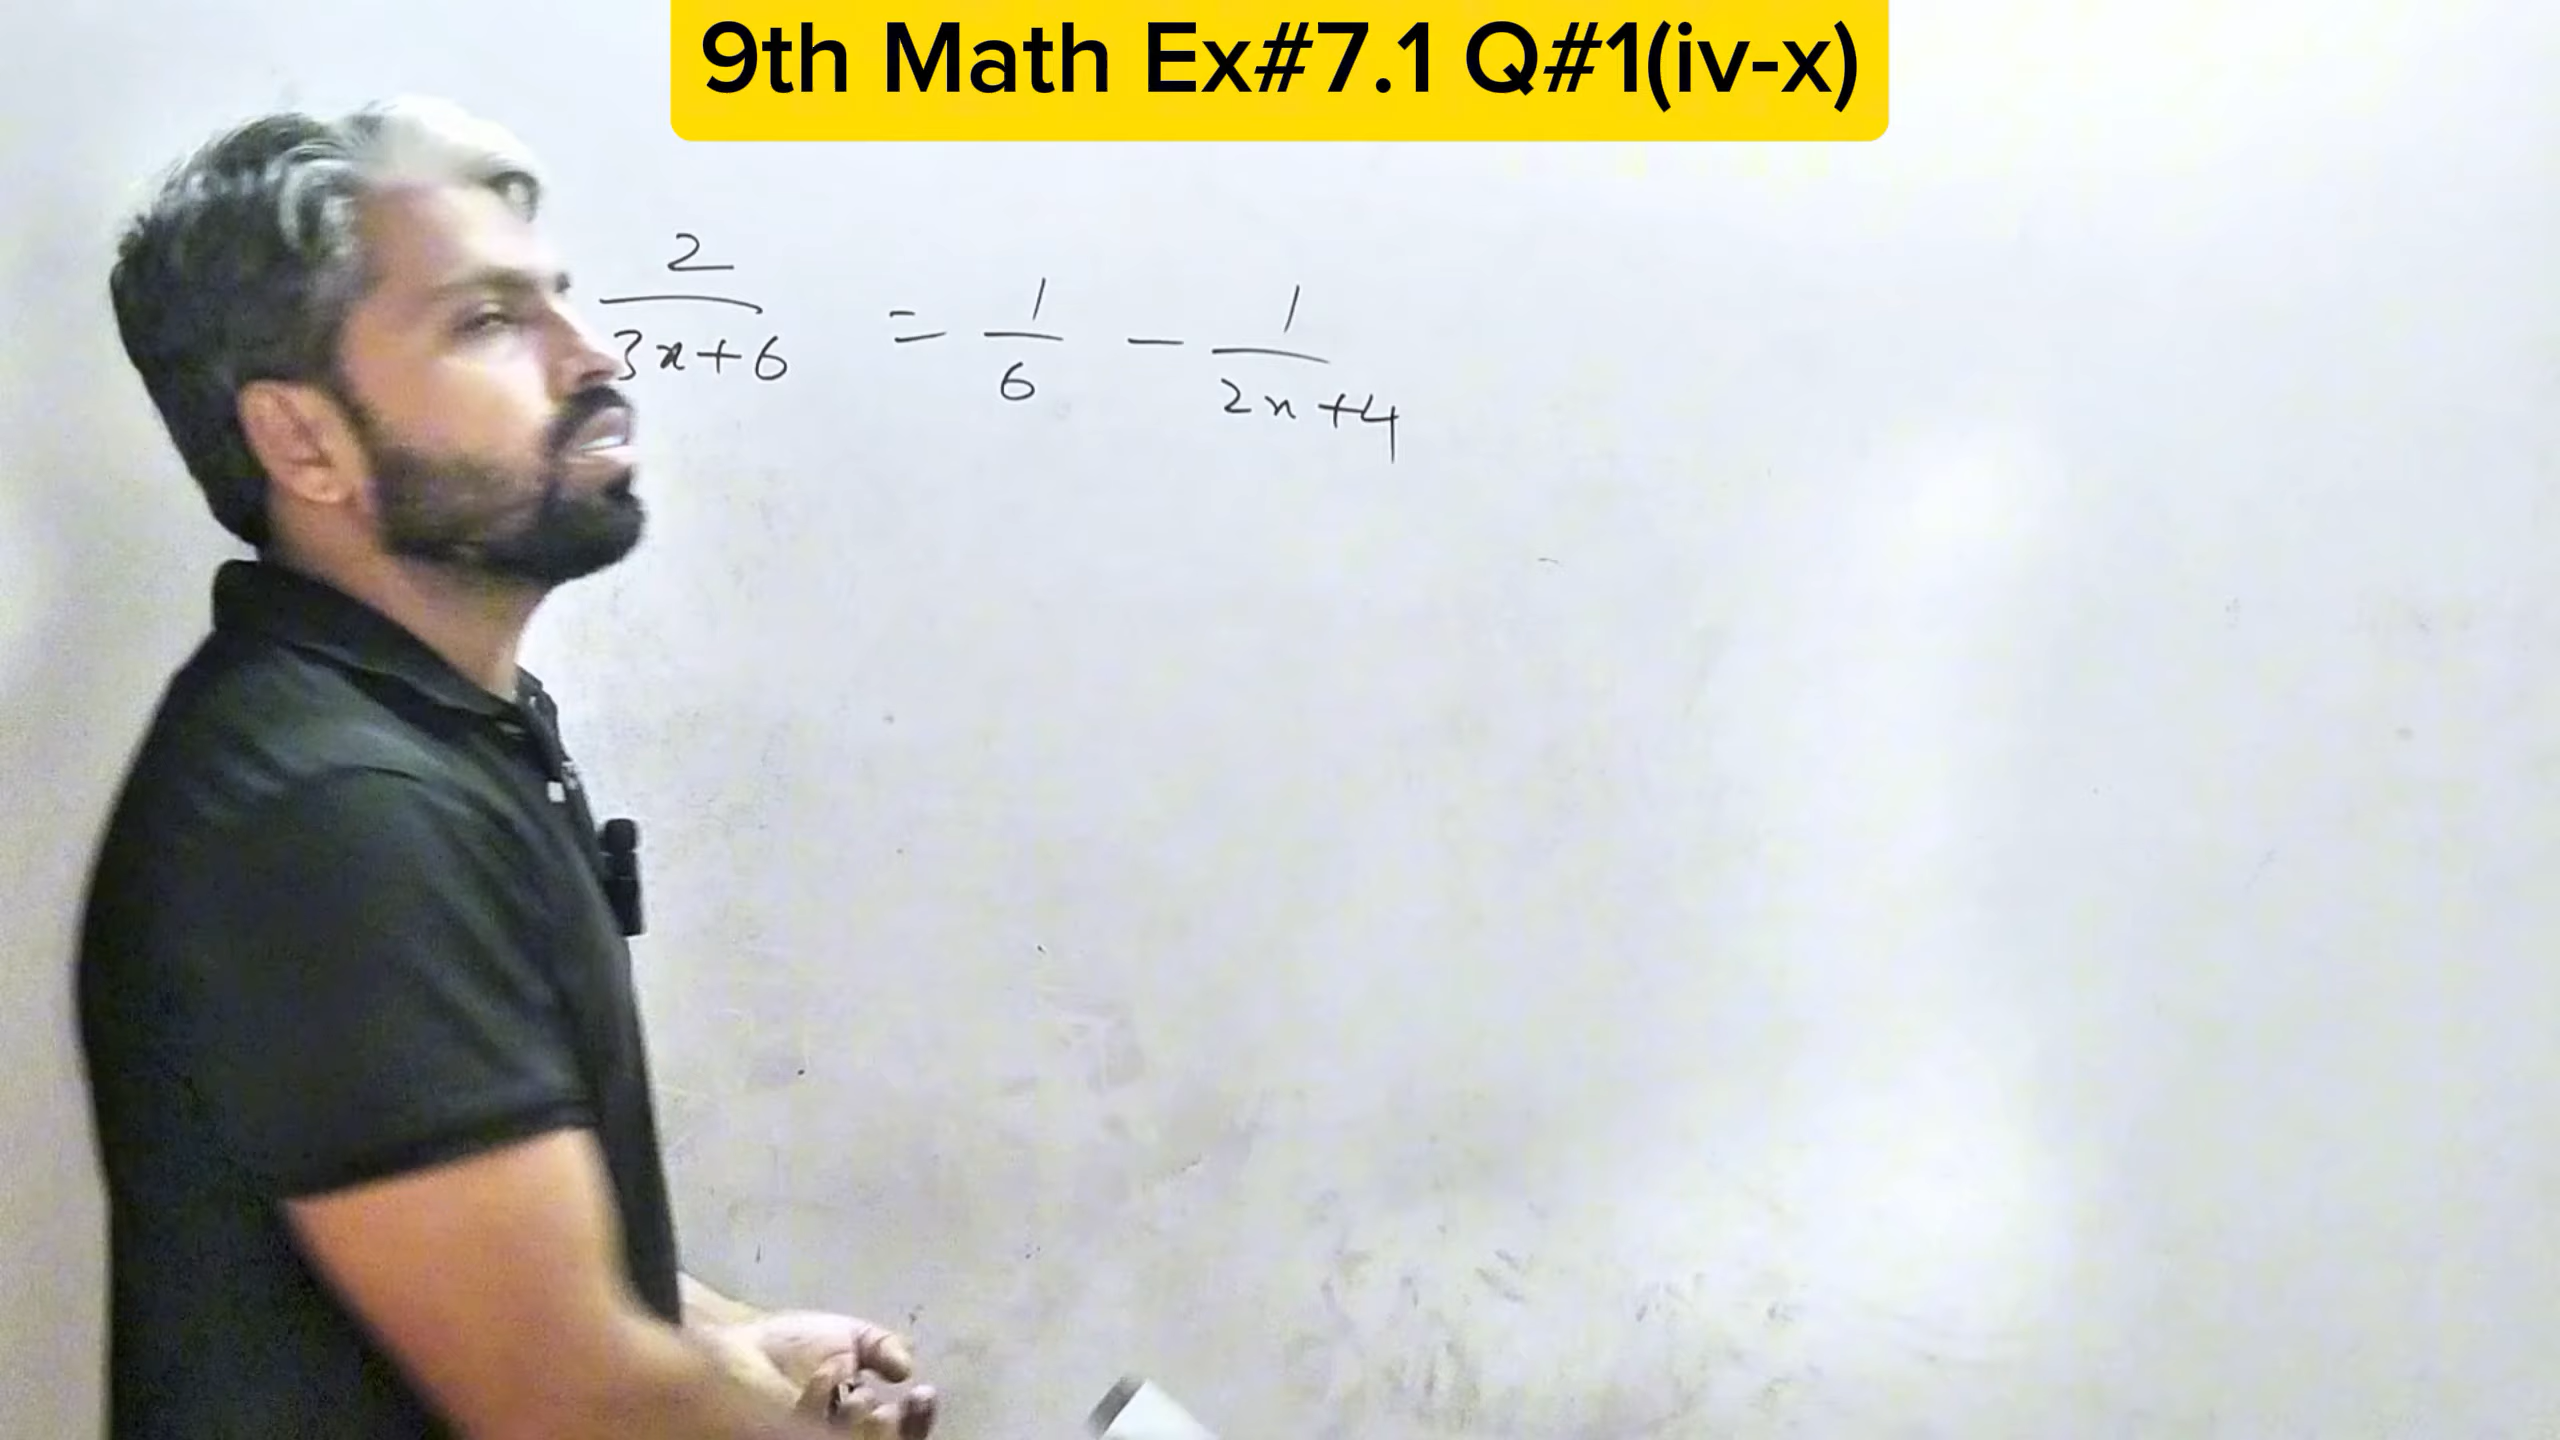 9th Math Ex#7.1 Q#1(iv-x)
2/3x+6 = 1/6 - 1/2x+4